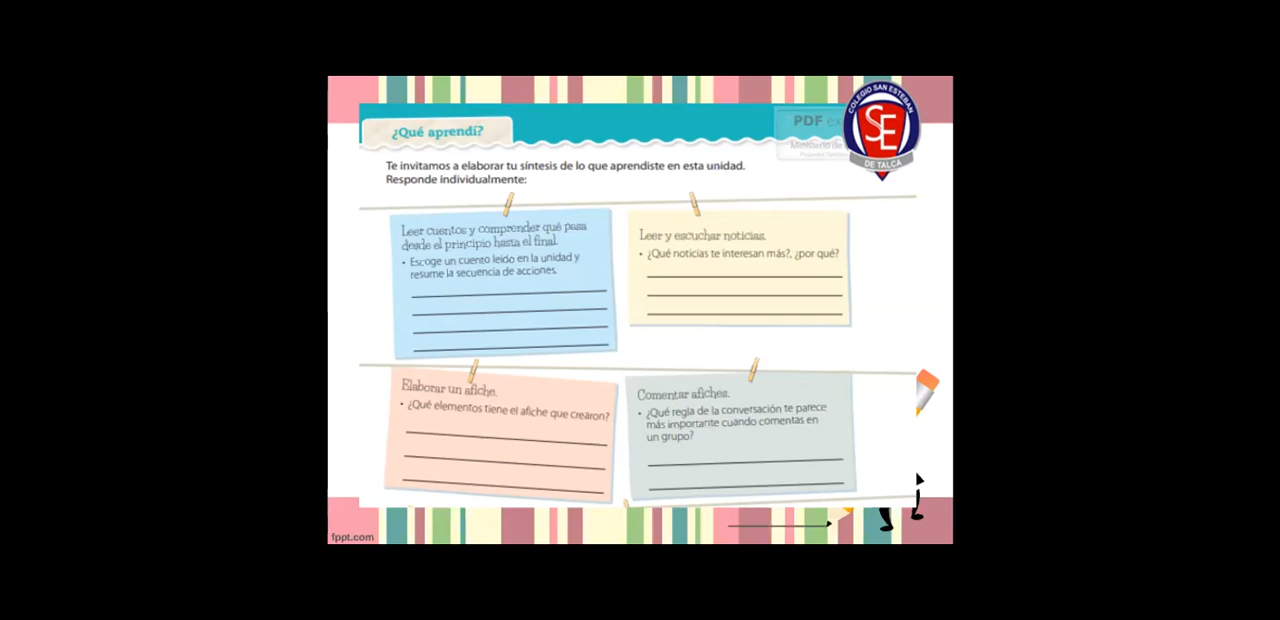 COLEGIO SAN ESTEBAN
SE
DE TALCA
PDF
Ministerio de
¿Qué aprendí?
Te invitamos a elaborar tu síntesis de lo que aprendiste en esta unidad.
Responde individualmente:
Leer cuentos y comprender qué pasa
desde el principio hasta el final.
• Escoge un cuento leído en la unidad y
resume la secuencia de acciones.
Leer y escuchar noticias.
• ¿Qué noticias te interesan más?, ¿por qué?
Elaborar un afiche.
• ¿Qué elementos tiene el afiche que crearon?
Comentar afiches.
• ¿Qué regla de la conversación te parece
más importante cuando comentas en
un grupo?
fppt.com